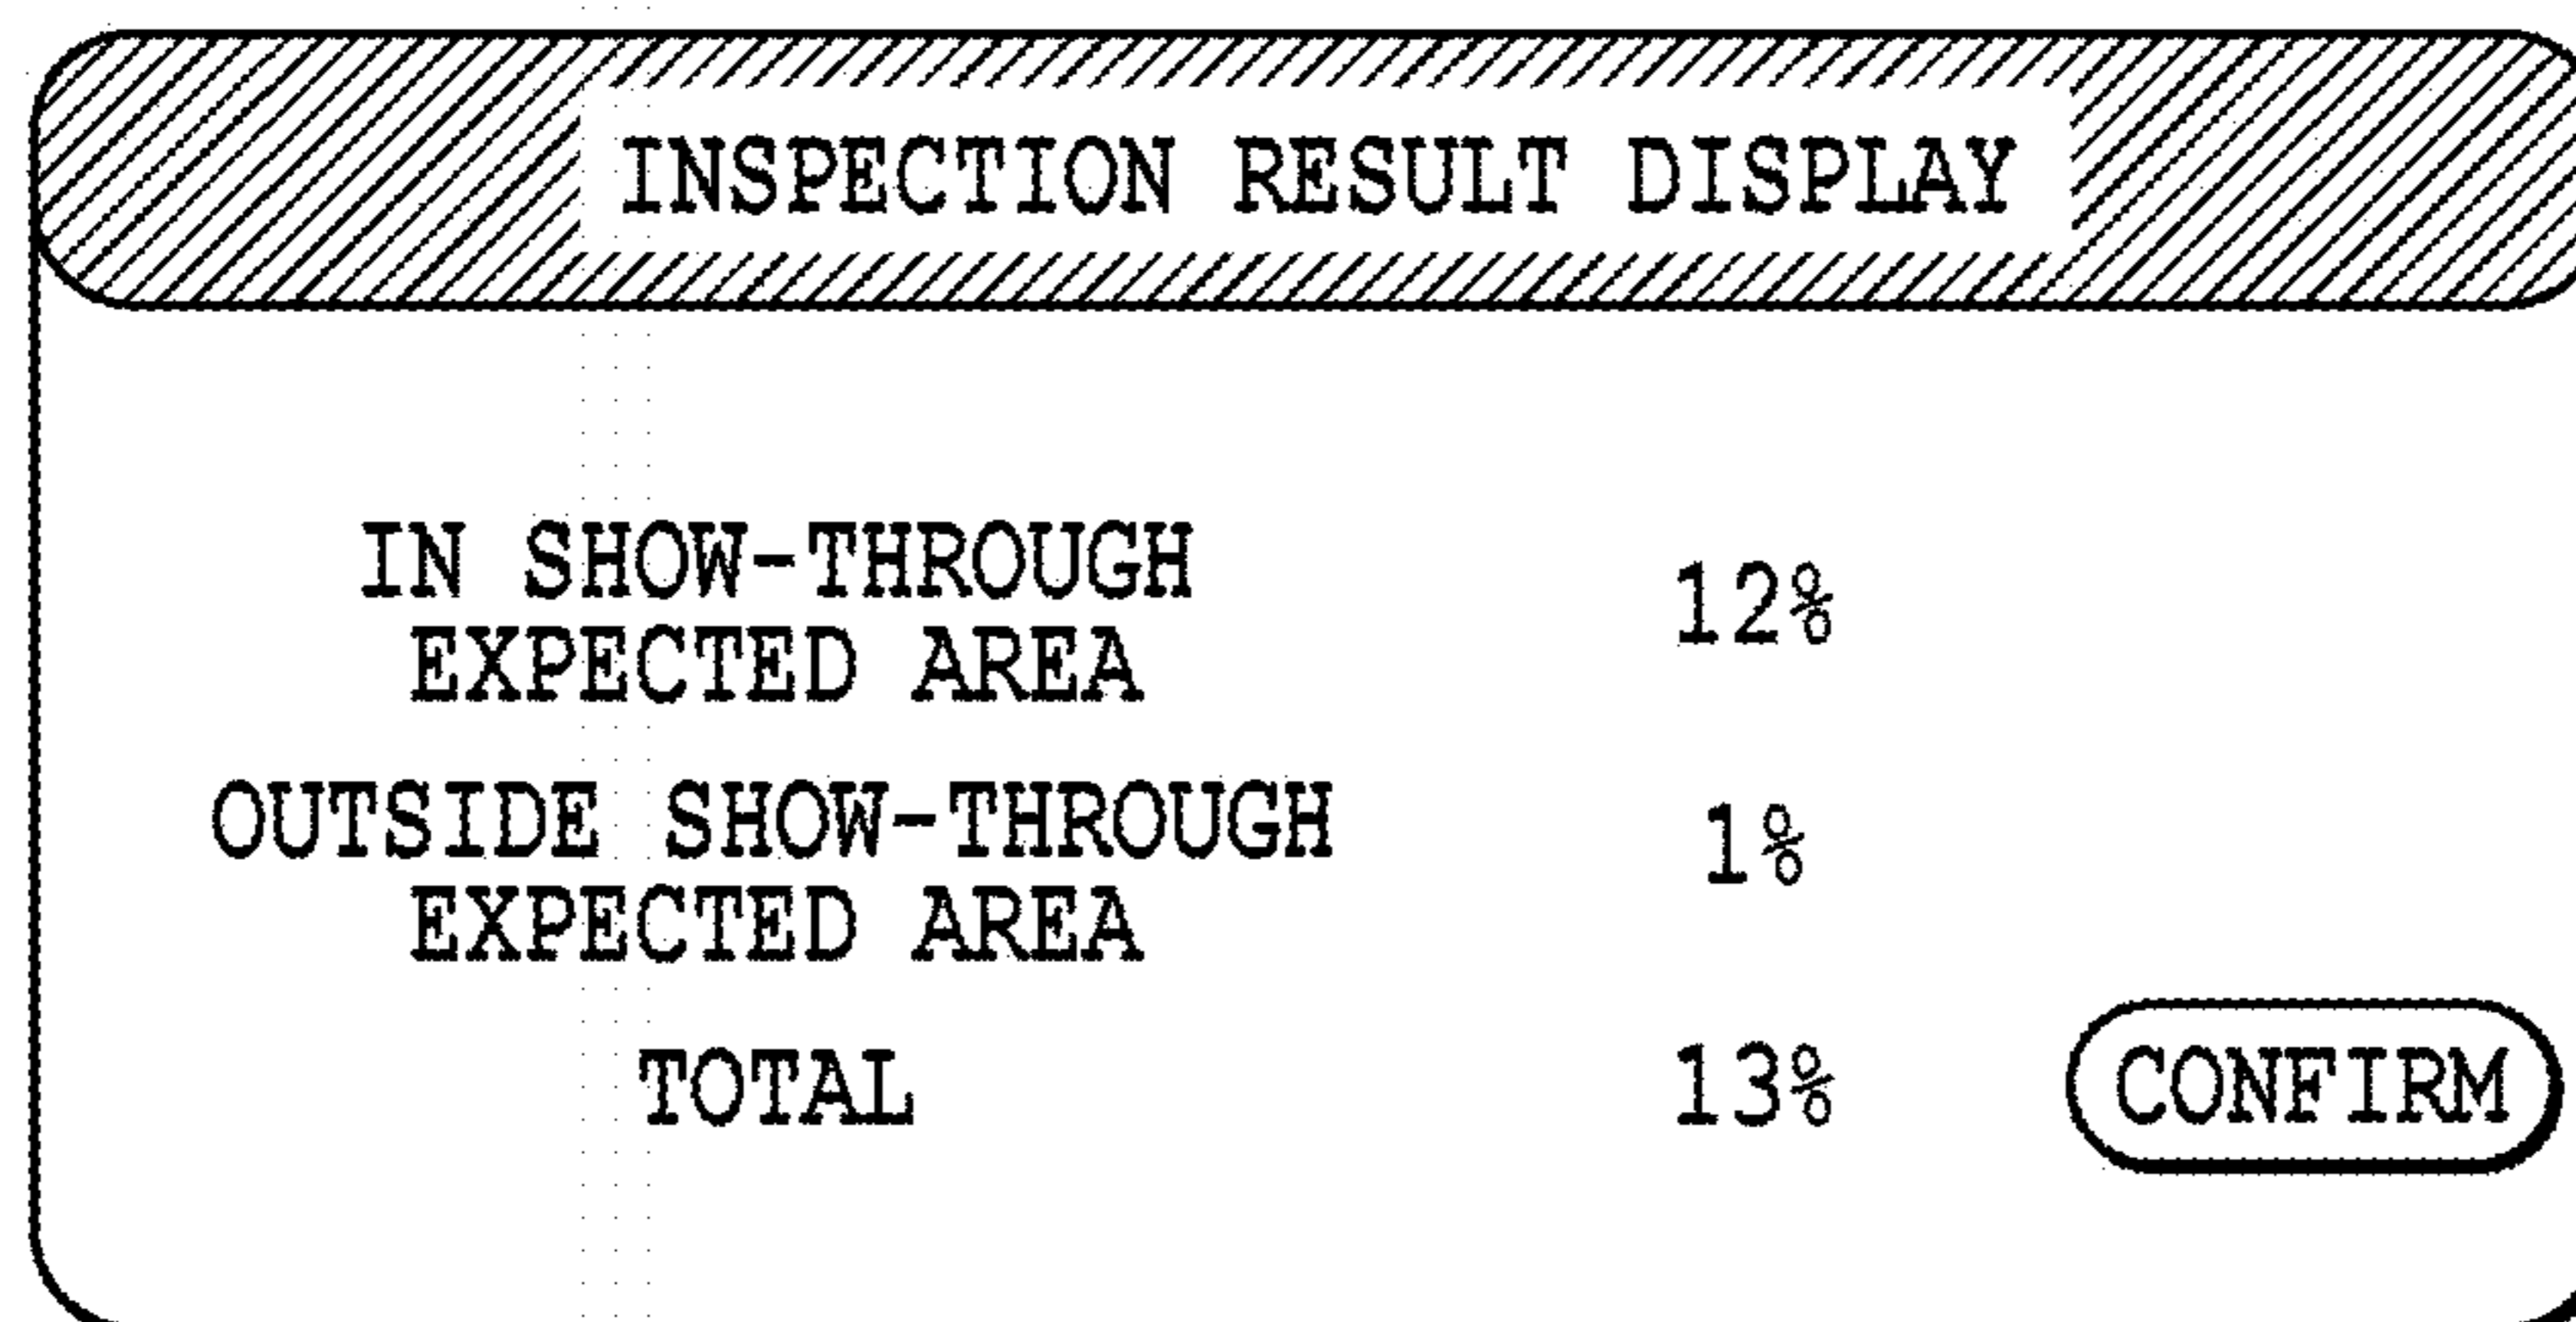 INSPECTION RESULT DISPLAY
IN SHOW-THROUGH
EXPECTED AREA
12%
OUTSIDE SHOW-THROUGH
EXPECTED AREA
1%
TOTAL
13%
CONFIRM